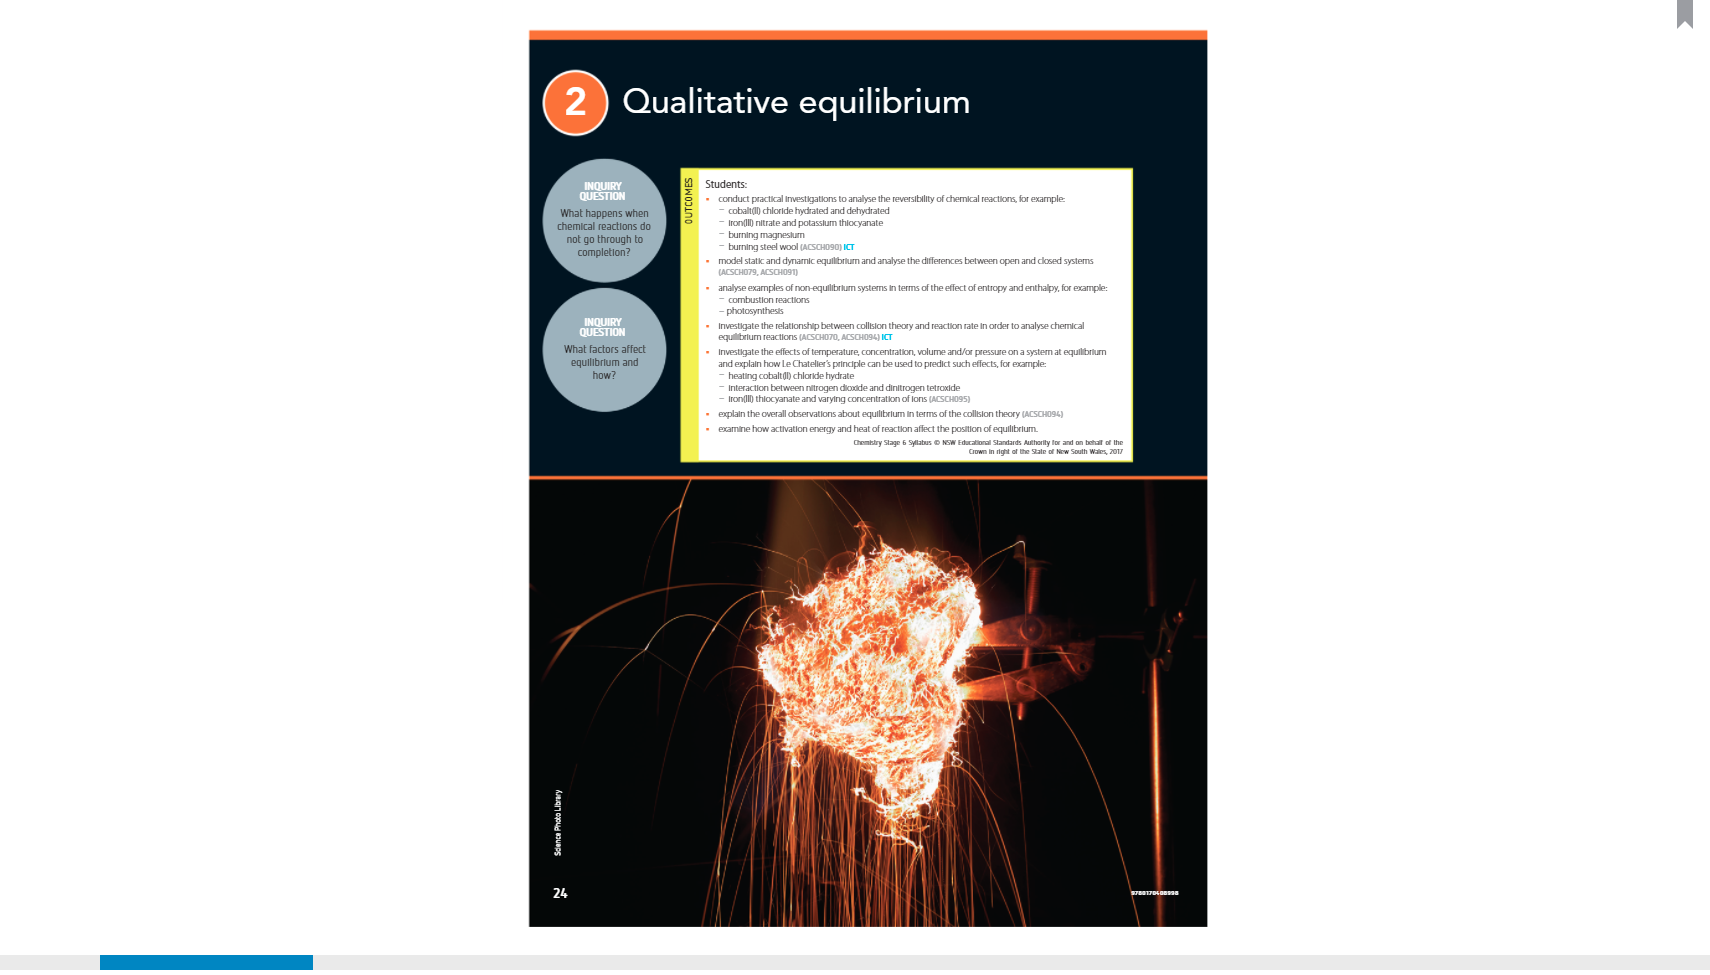 2
Qualitative equilibrium
INQUIRY
QUESTION
What happens when
chemical reactions do
not go through to
completion?
INQUIRY
QUESTION
What factors affect
equilibrium and
how?
OUTCOMES
Students:
▪ conduct practical investigations to analyse the reversibility of chemical reactions, for example:
– cobalt(II) chloride hydrated and dehydrated
– iron(III) nitrate and potassium thiocyanate
– burning magnesium
– burning steel wool (ACSCH090) ICT
▪ model static and dynamic equilibrium and analyse the differences between open and closed systems
(ACSCH079, ACSCH091)
▪ analyse examples of non-equilibrium systems in terms of the effect of entropy and enthalpy, for example:
– combustion reactions
– photosynthesis
▪ investigate the relationship between collision theory and reaction rate in order to analyse chemical
equilibrium reactions (ACSCH070, ACSCH094) ICT
▪ investigate the effects of temperature, concentration, volume and/or pressure on a system at equilibrium
and explain how Le Chatelier's principle can be used to predict such effects, for example:
– heating cobalt(II) chloride hydrate
– interaction between nitrogen dioxide and dinitrogen tetroxide
– iron(III) thiocyanate and varying concentration of ions (ACSCH095)
▪ explain the overall observations about equilibrium in terms of the collision theory (ACSCH094)
▪ examine how activation energy and heat of reaction affect the position of equilibrium.
Chemistry Stage 6 Syllabus © NSW Educational Standards Authority for and on behalf of the
Crown in right of the State of New South Wales, 2017
Science Photo Library
24
9780170408998